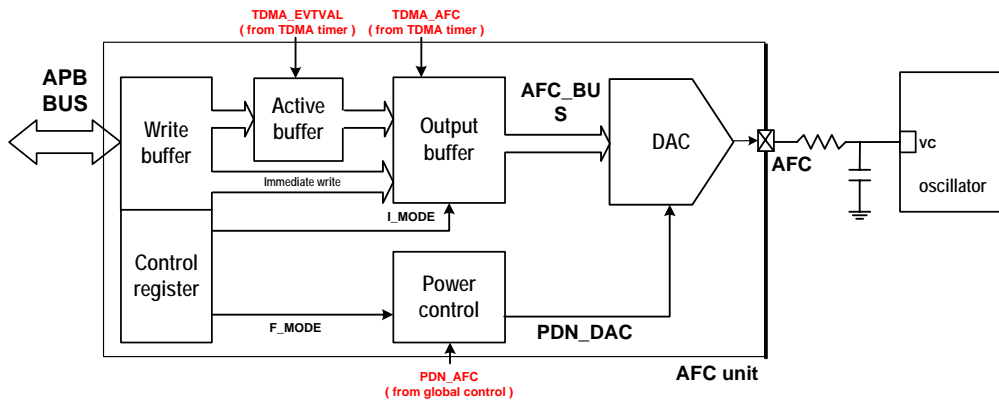 TDMA_EVTVAL
( from TDMA timer )
TDMA_AFC
( from TDMA timer )
APB
BUS
Write
buffer
Active
buffer
Output
buffer
AFC_BU
S
DAC
AFC
VC
oscillator
Immediate write
I_MODE
Control
register
F_MODE
Power
control
PDN_DAC
AFC unit
PDN_AFC
( from global control )